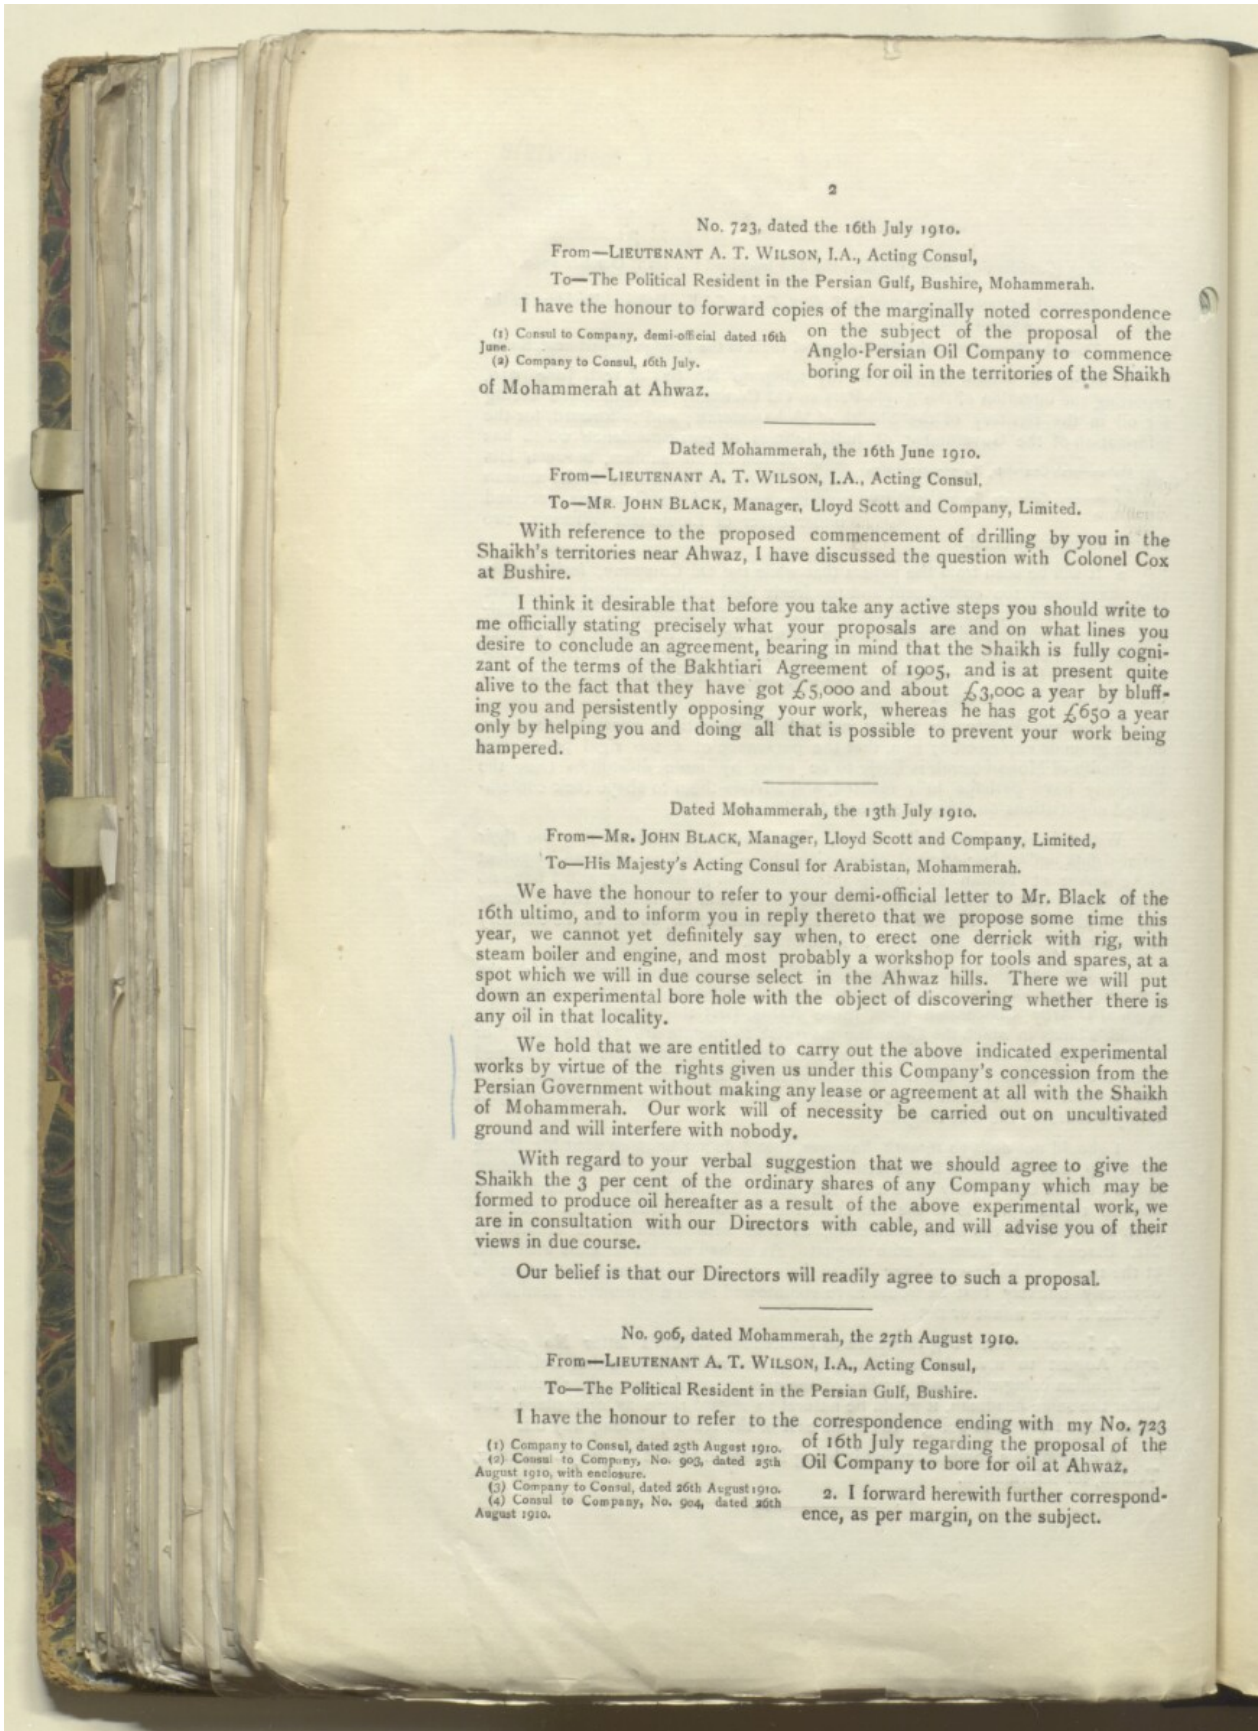 2
No. 723, dated the 16th July 1910.
From—LIEUTENANT A. T. WILSON, I.A., Acting Consul,
To—The Political Resident in the Persian Gulf, Bushire, Mohammerah.
I have the honour to forward copies of the marginally noted correspondence
(1) Consul to Company, demi-official dated 16th
June.
(2) Company to Consul, 16th July.
on the subject of the proposal of the
Anglo-Persian Oil Company to commence
boring for oil in the territories of the Shaikh
of Mohammerah at Ahwaz.
Dated Mohammerah, the 16th June 1910.
From—LIEUTENANT A. T. WILSON, I.A., Acting Consul,
To—MR. JOHN BLACK, Manager, Lloyd Scott and Company, Limited.
With reference to the proposed commencement of drilling by you in the
Shaikh's territories near Ahwaz, I have discussed the question with Colonel Cox
at Bushire.
I think it desirable that before you take any active steps you should write to
me officially stating precisely what your proposals are and on what lines you
desire to conclude an agreement, bearing in mind that the Shaikh is fully cogni-
zant of the terms of the Bakhtiari Agreement of 1905, and is at present quite
alive to the fact that they have got £5,000 and about £3,000 a year by bluff-
ing you and persistently opposing your work, whereas he has got £650 a year
only by helping you and doing all that is possible to prevent your work being
hampered.
Dated Mohammerah, the 13th July 1910.
From—MR. JOHN BLACK, Manager, Lloyd Scott and Company, Limited,
To—His Majesty's Acting Consul for Arabistan, Mohammerah.
We have the honour to refer to your demi-official letter to Mr. Black of the
16th ultimo, and to inform you in reply thereto that we propose some time this
year, we cannot yet definitely say when, to erect one derrick with rig, with
steam boiler and engine, and most probably a workshop for tools and spares, at a
spot which we will in due course select in the Ahwaz hills. There we will put
down an experimental bore hole with the object of discovering whether there is
any oil in that locality.
We hold that we are entitled to carry out the above indicated experimental
works by virtue of the rights given us under this Company's concession from the
Persian Government without making any lease or agreement at all with the Shaikh
of Mohammerah. Our work will of necessity be carried out on uncultivated
ground and will interfere with nobody.
With regard to your verbal suggestion that we should agree to give the
Shaikh the 3 per cent of the ordinary shares of any Company which may be
formed to produce oil hereafter as a result of the above experimental work, we
are in consultation with our Directors with cable, and will advise you of their
views in due course.
Our belief is that our Directors will readily agree to such a proposal.
No. 906, dated Mohammerah, the 27th August 1910.
From—LIEUTENANT A. T. WILSON, I.A., Acting Consul,
To—The Political Resident in the Persian Gulf, Bushire.
I have the honour to refer to the correspondence ending with my No. 723
(1) Company to Consul, dated 25th August 1910.
(2) Consul to Company, No. 903, dated 25th
August 1910, with enclosure.
(3) Company to Consul, dated 26th August 1910.
(4) Consul to Company, No. 904, dated 26th
August 1910.
of 16th July regarding the proposal of the
Oil Company to bore for oil at Ahwaz.
2. I forward herewith further correspond-
ence, as per margin, on the subject.